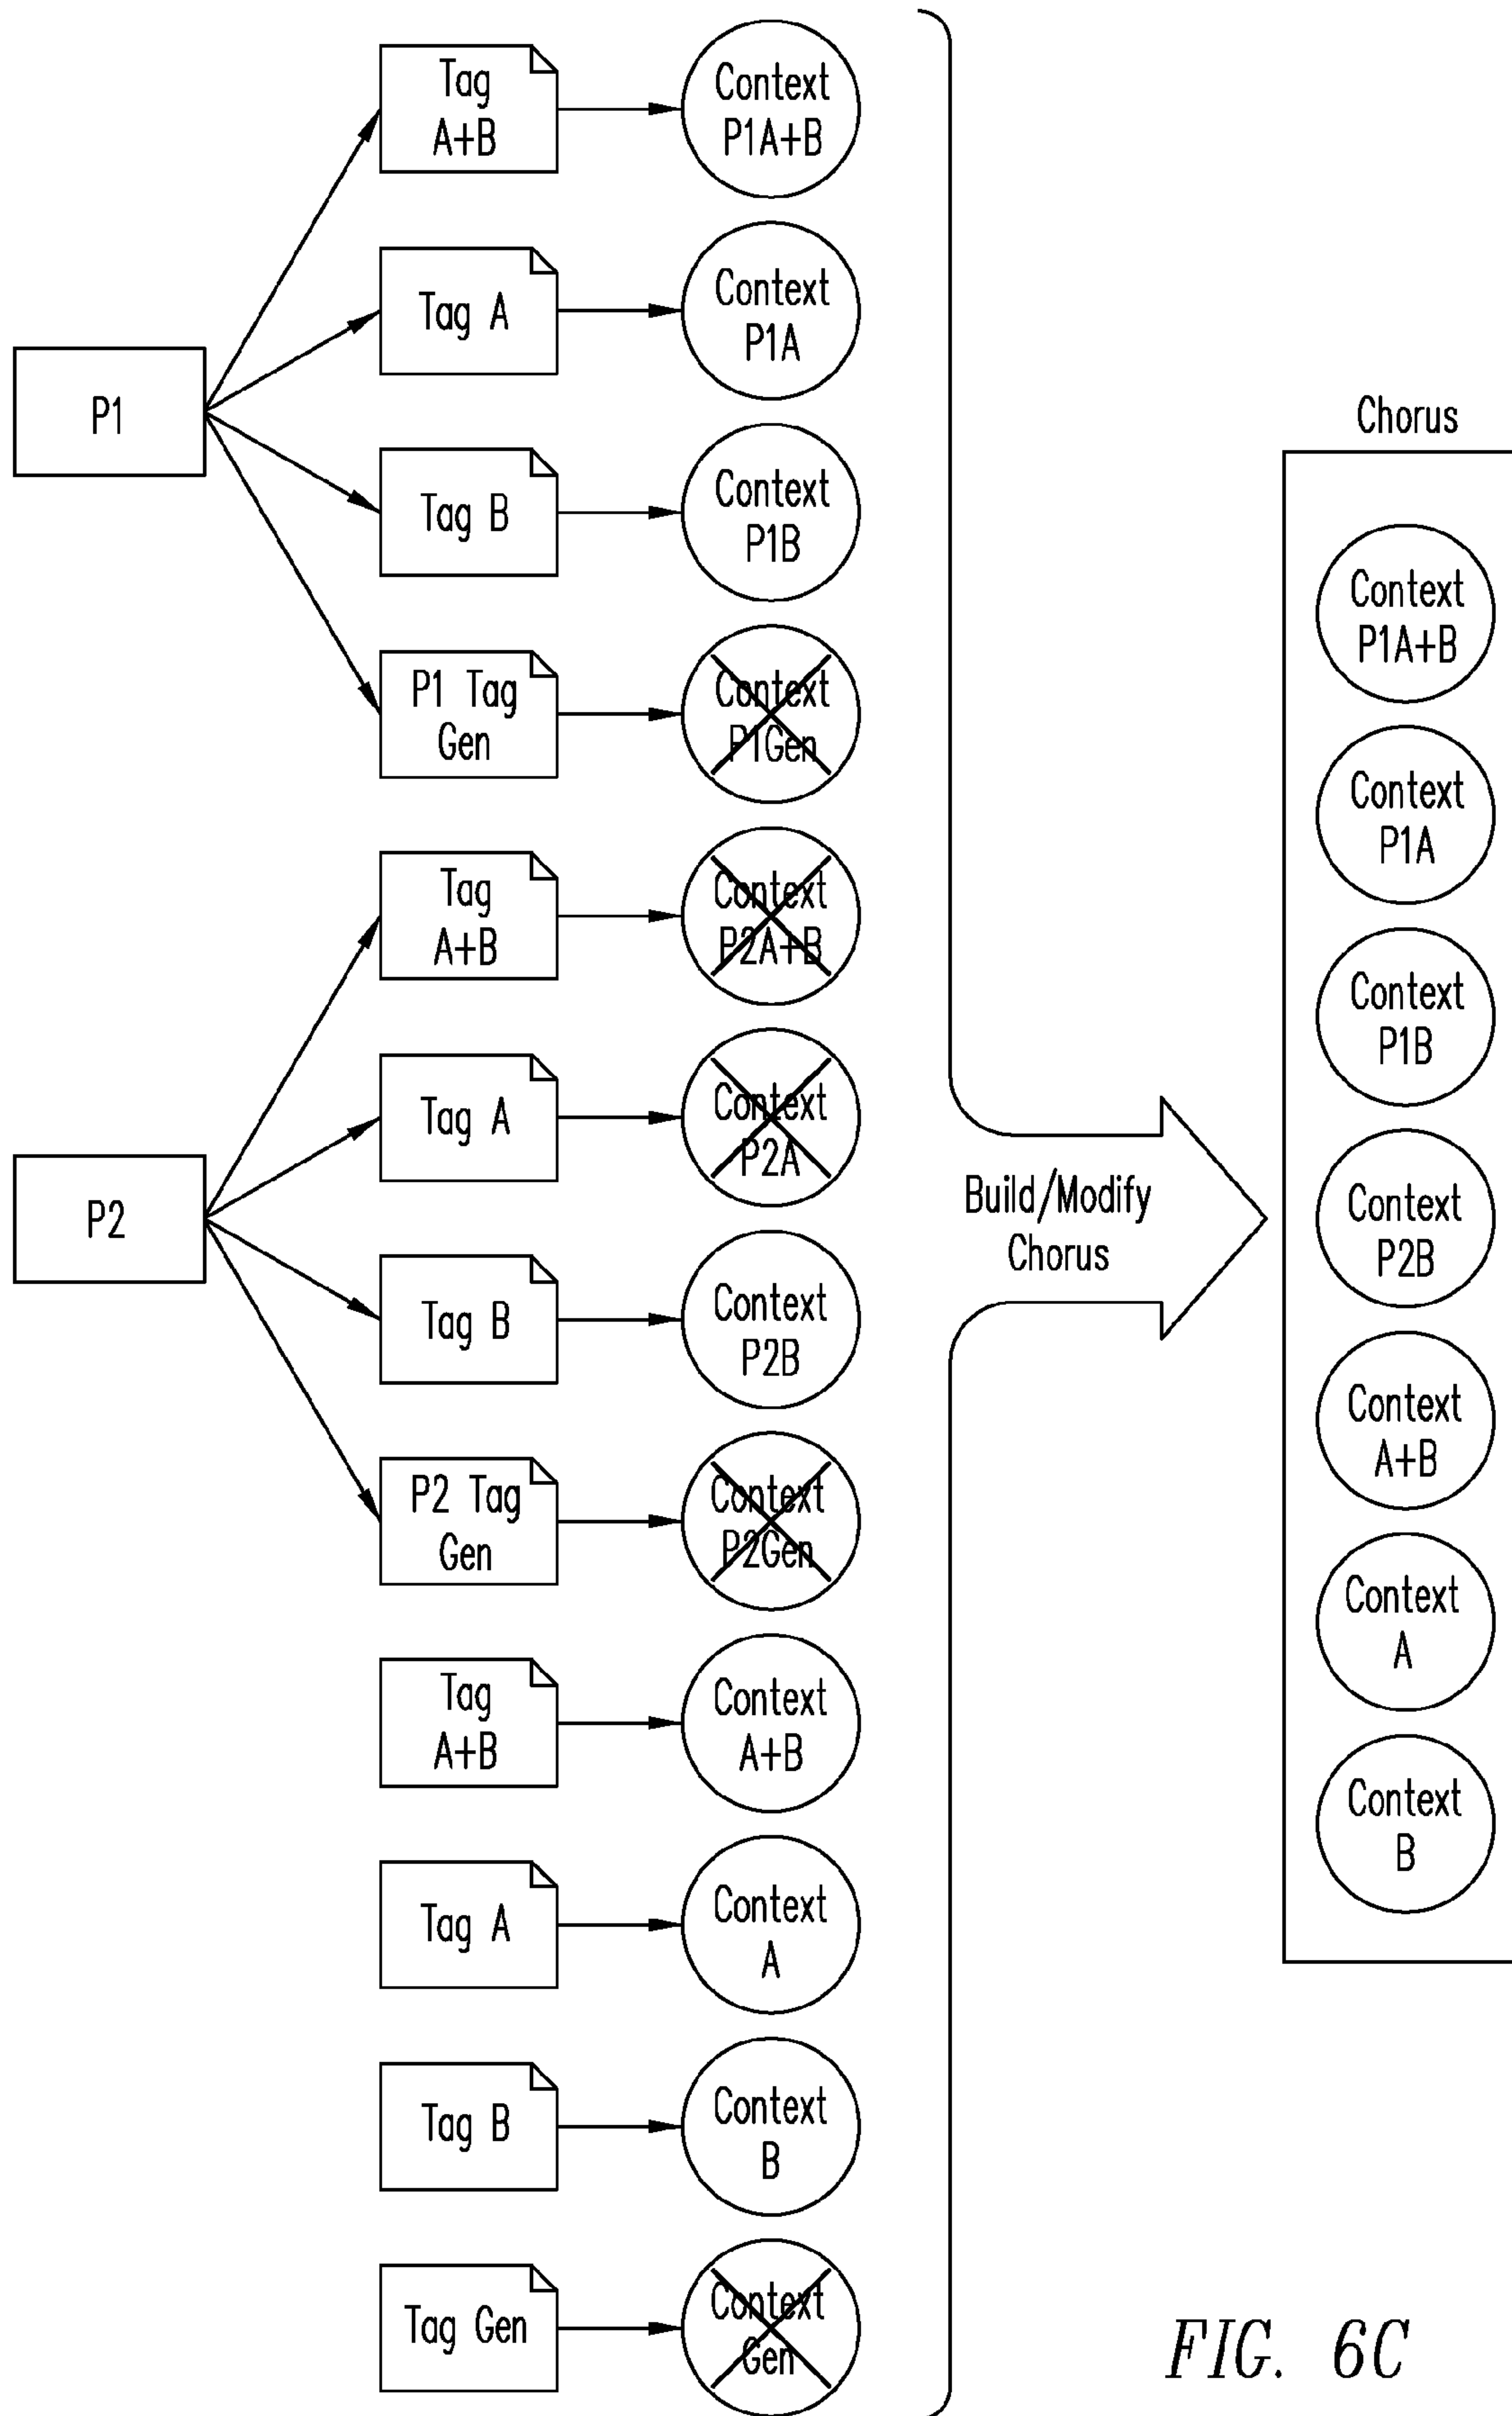 Tag
A+B
Context
P1A+B
Tag A
Context
P1A
P1
Tag B
Context
P1B
P1 Tag
Gen
Context
P1Gen
Tag
A+B
Context
P2A+B
Tag A
Context
P2A
P2
Tag B
Context
P2B
P2 Tag
Gen
Context
P2Gen
Tag
A+B
Context
A+B
Tag A
Context
A
Tag B
Context
B
Tag Gen
Context
Gen
Build/Modify
Chorus
Chorus
Context
P1A+B
Context
P1A
Context
P1B
Context
P2B
Context
A+B
Context
A
Context
B
FIG. 6C